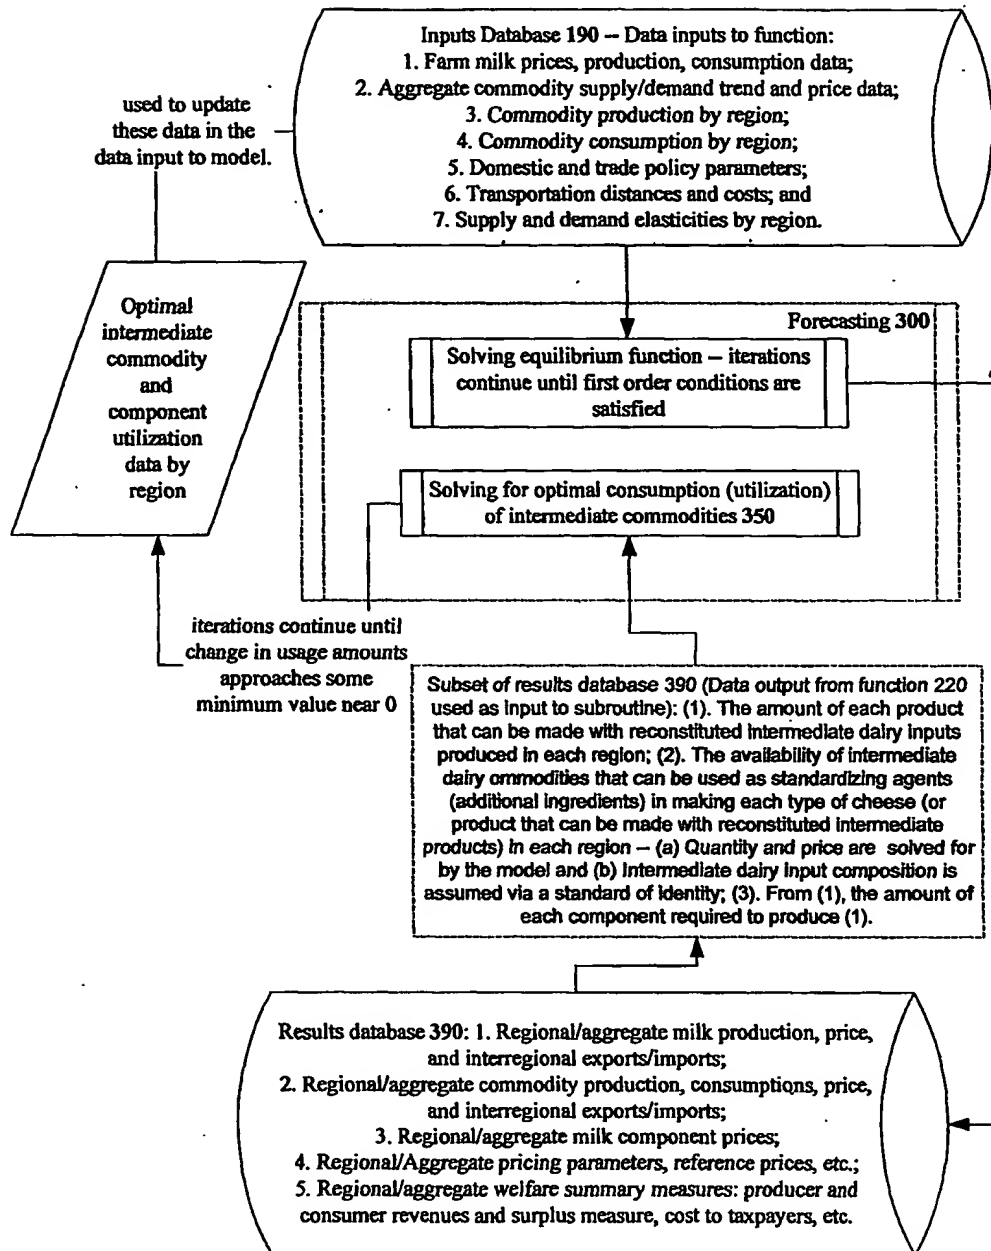 Inputs Database 190 – Data inputs to function:
1. Farm milk prices, production, consumption data;
2. Aggregate commodity supply/demand trend and price data;
3. Commodity production by region;
4. Commodity consumption by region;
5. Domestic and trade policy parameters;
6. Transportation distances and costs; and
7. Supply and demand elasticities by region.
used to update
these data in the
data input to model.
Optimal
intermediate
commodity
and
component
utilization
data by
region
Forecasting 300
Solving equilibrium function – iterations
continue until first order conditions are
satisfied
Solving for optimal consumption (utilization)
of intermediate commodities 350
iterations continue until
change in usage amounts
approaches some
minimum value near 0
Subset of results database 390 (Data output from function 220
used as input to subroutine): (1). The amount of each product
that can be made with reconstituted intermediate dairy inputs
produced in each region; (2). The availability of intermediate
dairy ommodities that can be used as standardizing agents
(additional ingredients) in making each type of cheese (or
product that can be made with reconstituted intermediate
products) in each region – (a) Quantity and price are solved for
by the model and (b) Intermediate dairy input composition is
assumed via a standard of identity; (3). From (1), the amount of
each component required to produce (1).
Results database 390: 1. Regional/aggregate milk production, price,
and interregional exports/imports;
2. Regional/aggregate commodity production, consumptions, price,
and interregional exports/imports;
3. Regional/aggregate milk component prices;
4. Regional/Aggregate pricing parameters, reference prices, etc.;
5. Regional/aggregate welfare summary measures: producer and
consumer revenues and surplus measure, cost to taxpayers, etc.